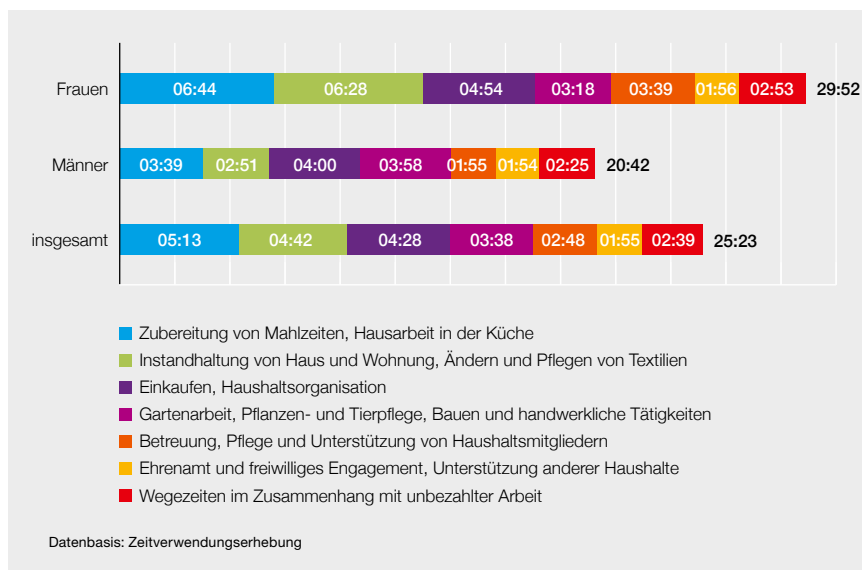 Frauen 06:44 06:28 04:54 03:18 03:39 01:56 02:53 29:52
Männer 03:39 02:51 04:00 03:58 01:55 01:54 02:25 20:42
insgesamt 05:13 04:42 04:28 03:38 02:48 01:55 02:39 25:23
Zubereitung von Mahlzeiten, Hausarbeit in der Küche
Instandhaltung von Haus und Wohnung, Ändern und Pflegen von Textilien
Einkaufen, Haushaltsorganisation
Gartenarbeit, Pflanzen- und Tierpflege, Bauen und handwerkliche Tätigkeiten
Betreuung, Pflege und Unterstützung von Haushaltsmitgliedern
Ehrenamt und freiwilliges Engagement, Unterstützung anderer Haushalte
Wegezeiten im Zusammenhang mit unbezahlter Arbeit
Datenbasis: Zeitverwendungserhebung